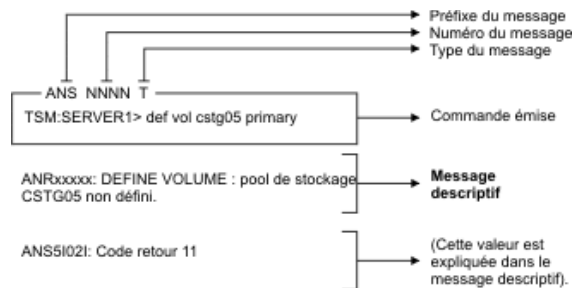 Préfixe du message
Numéro du message
Type du message
ANS NNNN T
TSM:SERVER1> def vol cstg05 primary
Commande émise
ANRxxxxx: DEFINE VOLUME : pool de stockage
CSTG05 non défini.
Message
descriptif
ANS5I02I: Code retour 11
(Cette valeur est
expliquée dans le
message descriptif).